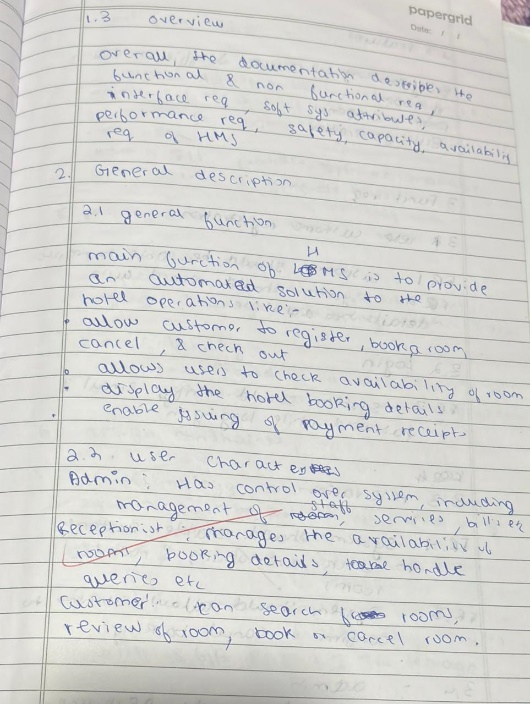 papergrid
Date: / /
1.3 overview
overall, the documentation describes the
functional & non functional req,
interface req, soft sys attributes,
performance req, safety, capacity, availability
req of HMS
2. General description
2.1 general function
main function of HMS is to provide
an automated solution to the
hotel operations like:-
• allow customer to register, book a room
cancel, & check out
• allows users to check availability of room
• display the hotel booking details
• enable issuing of payment receipt
2.2 user characters
Admin: Has control over system, including
management of staff, services, bills etc
Receptionist: manages the availability of
rooms, booking details, handle
queries etc
Customer: can search rooms,
review of room, book or cancel room.